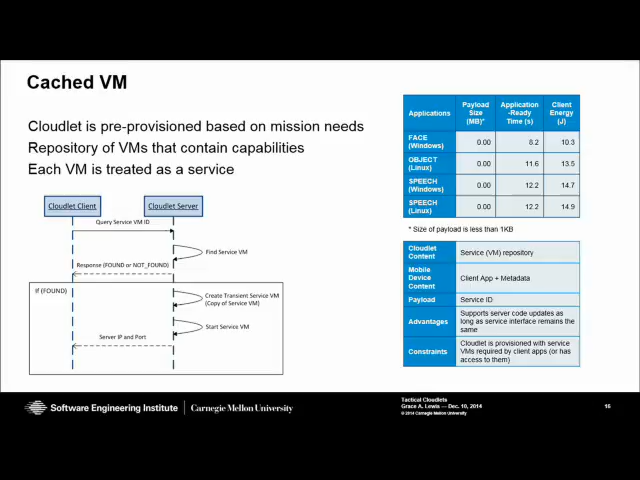 Cached VM
Cloudlet is pre-provisioned based on mission needs
Repository of VMs that contain capabilities
Each VM is treated as a service
Cloudlet Client
Cloudlet Server
Query Service VM ID
Find Service VM
Response (FOUND or NOT_FOUND)
If (FOUND)
Create Transient Service VM
(Copy of Service VM)
Start Service VM
Server IP and Port
Applications Payload Size (MB)* Application -Ready Time (s) Client Energy (J)
FACE (Windows) 0.00 8.2 10.3
OBJECT (Linux) 0.00 11.6 13.5
SPEECH (Windows) 0.00 12.2 14.7
SPEECH (Linux) 0.00 12.2 14.9
* Size of payload is less than 1KB
Cloudlet Content Service (VM) repository
Mobile Device Content Client App + Metadata
Payload Service ID
Advantages Supports server code updates as
long as service interface remains the
same
Constraints Cloudlet is provisioned with service
VMs required by client apps (or has
access to them)
Software Engineering Institute Carnegie Mellon University
Tactical Cloudlets
Grace A. Lewis — Dec. 10, 2014
© 2014 Carnegie Mellon University
16